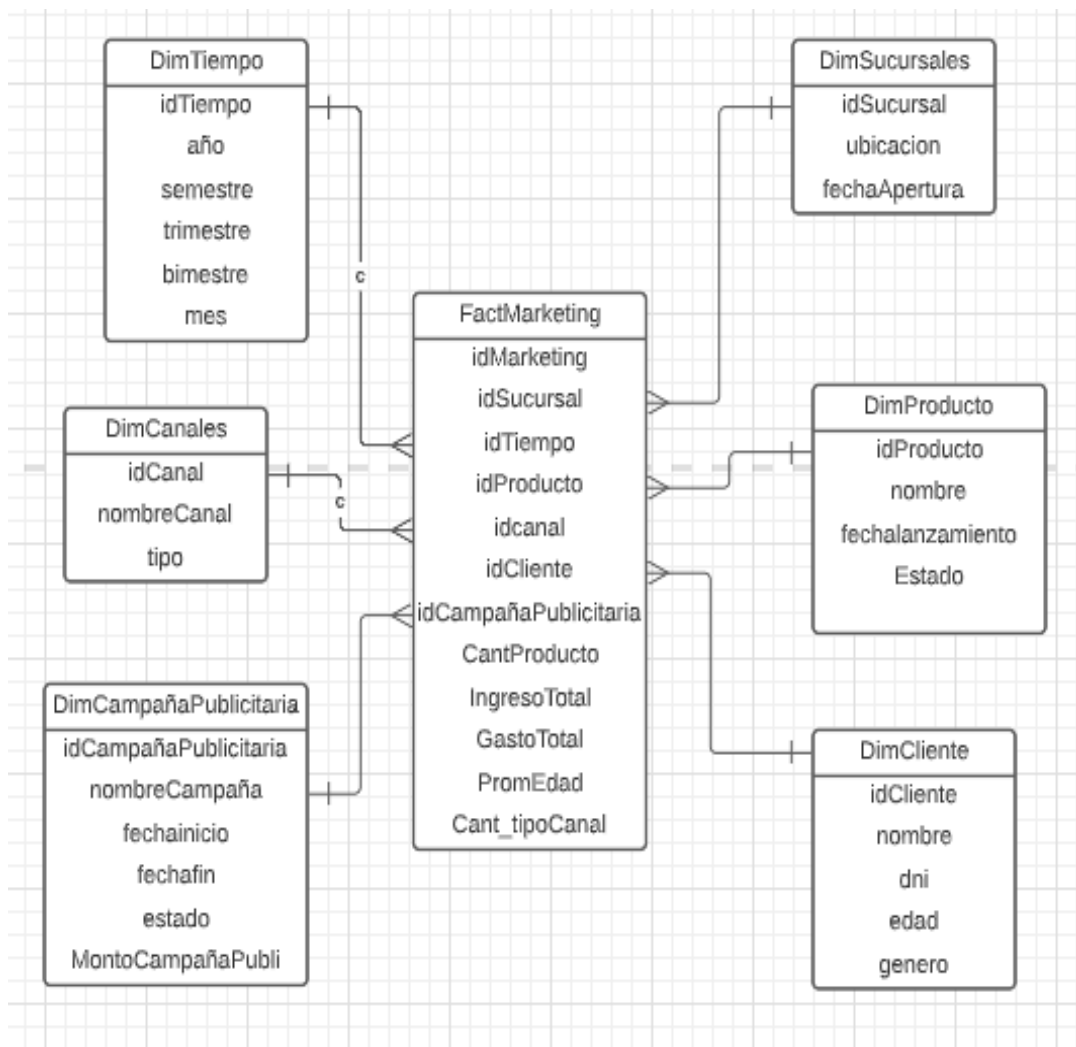 DimTiempo
idTiempo
año
semestre
trimestre
bimestre
mes
DimSucursales
idSucursal
ubicacion
fechaApertura
c
FactMarketing
idMarketing
idSucursal
idTiempo
idProducto
idcanal
idCliente
idCampañaPublicitaria
CantProducto
IngresoTotal
GastoTotal
PromEdad
Cant_tipoCanal
DimCanales
idCanal
nombreCanal
tipo
c
DimProducto
idProducto
nombre
fechalanzamiento
Estado
DimCampañaPublicitaria
idCampañaPublicitaria
nombreCampaña
fechainicio
fechafin
estado
MontoCampañaPubli
DimCliente
idCliente
nombre
dni
edad
genero